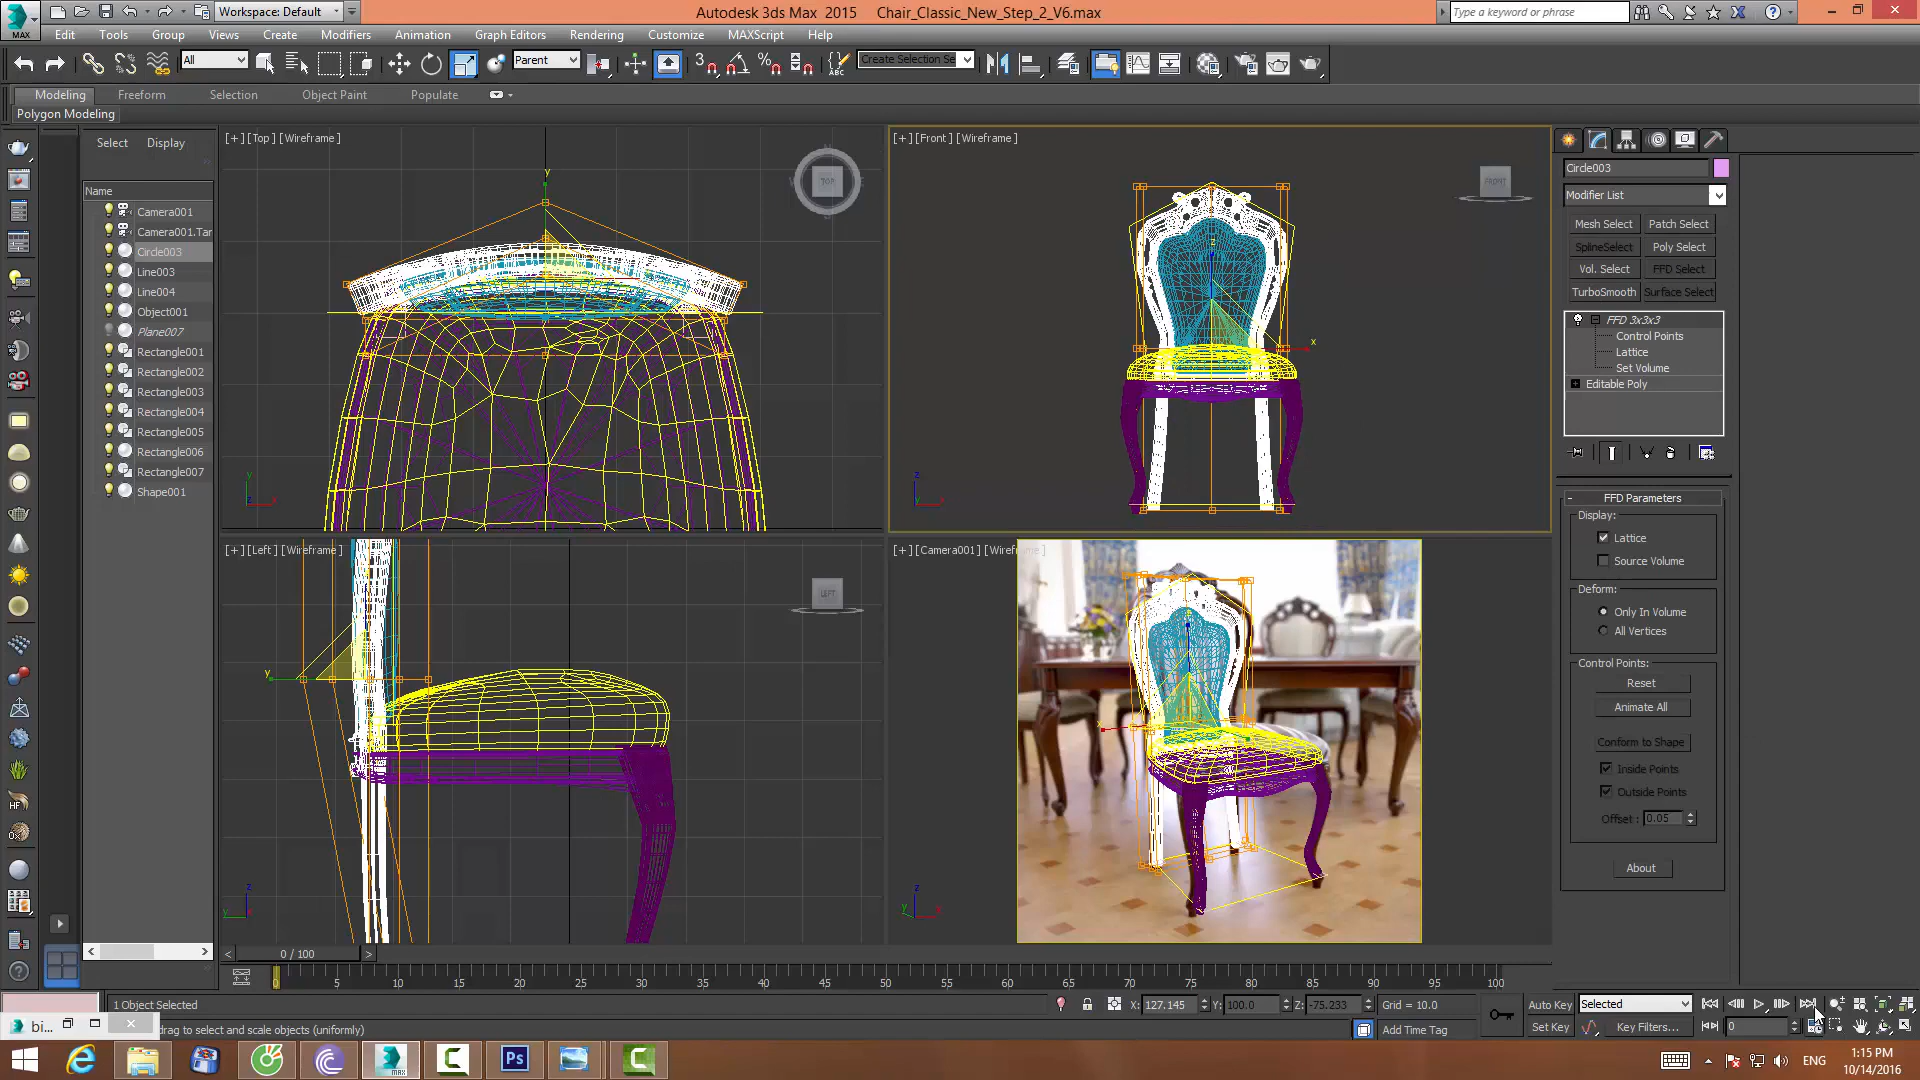 Workspace: Default
Autodesk 3ds Max 2015 Chair_Classic_New_Step_2_V6.max
Type a keyword or phrase
MAX
Edit Tools Group Views Create Modifiers Animation Graph Editors Rendering Customize MAXScript Help
All
Parent
Create Selection Se
Modeling Freeform Selection Object Paint Populate
Polygon Modeling
Select Display
Name
Camera001
Camera001.Tar
Circle003
Line003
Line004
Object001
Plane007
Rectangle001
Rectangle002
Rectangle003
Rectangle004
Rectangle005
Rectangle006
Rectangle007
Shape001
[+] [Top] [Wireframe]
TOP
[+] [Front] [Wireframe]
FRONT
[+] [Left] [Wireframe]
LEFT
[+] [Camera001] [Wireframe]
Circle003
Modifier List
Mesh Select Patch Select
SplineSelect Poly Select
Vol. Select FFD Select
TurboSmooth Surface Select
FFD 3x3x3
Control Points
Lattice
Set Volume
Editable Poly
FFD Parameters
Display:
Lattice
Source Volume
Deform:
Only In Volume
All Vertices
Control Points:
Reset
Animate All
Conform to Shape
Inside Points
Outside Points
Offset : 0.05
About
0 / 100
0 5 10 15 20 25 30 35 40 45 50 55 60 65 70 75 80 85 90 95 100
1 Object Selected
X: 127.145 Y: 100.0 Z: -75.233 Grid = 10.0
Auto Key Selected
bi...
drag to select and scale objects (uniformly)
Add Time Tag
Set Key Key Filters... 0
ENG
1:15 PM
10/14/2016